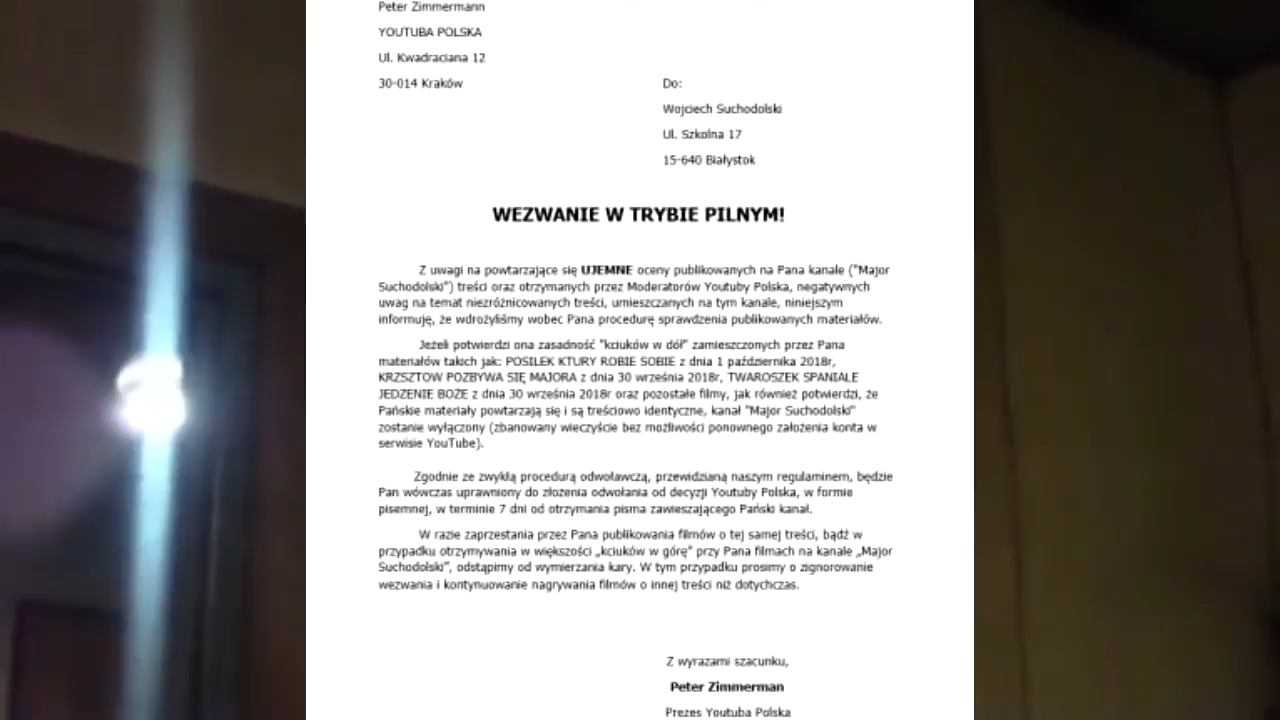 Peter Zimmermann
YOUTUBA POLSKA
Ul. Kwadraciana 12
30-014 Kraków
Do:
Wojciech Suchodolski
Ul. Szkolna 17
15-640 Białystok
WEZWANIE W TRYBIE PILNYM!
Z uwagi na powtarzające się UJEMNE oceny publikowanych na Pana kanale ("Major
Suchodolski") treści oraz otrzymanych przez Moderatorów Youtuby Polska, negatywnych
uwag na temat niezróżnicowanych treści, umieszczanych na tym kanale, niniejszym
informuję, że wdrożyliśmy wobec Pana procedurę sprawdzenia publikowanych materiałów.
Jeżeli potwierdzi ona zasadność "kciuków w dół" zamieszczonych przez Pana
materiałów takich jak: POSILEK KTURY ROBIE SOBIE z dnia 1 października 2018r,
KRZSZTOW POZBYWA SIĘ MAJORA z dnia 30 września 2018r, TWAROSZEK SPANIALE
JEDZENIE BOŻE z dnia 30 września 2018r oraz pozostałe filmy, jak również potwierdzi, że
Pańskie materiały powtarzają się i są treściowo identyczne, kanał "Major Suchodolski"
zostanie wyłączony (zbanowany wieczyście bez możliwości ponownego założenia konta w
serwisie YouTube).
Zgodnie ze zwykłą procedurą odwoławczą, przewidzianą naszym regulaminem, będzie
Pan wówczas uprawniony do złożenia odwołania od decyzji Youtuby Polska, w formie
pisemnej, w terminie 7 dni od otrzymania pisma zawieszającego Pański kanał.
W razie zaprzestania przez Pana publikowania filmów o tej samej treści, bądź w
przypadku otrzymywania w większości „kciuków w górę" przy Pana filmach na kanale „Major
Suchodolski", odstąpimy od wymierzania kary. W tym przypadku prosimy o zignorowanie
wezwania i kontynuowanie nagrywania filmów o innej treści niż dotychczas.
Z wyrazami szacunku,
Peter Zimmerman
Prezes Youtuba Polska